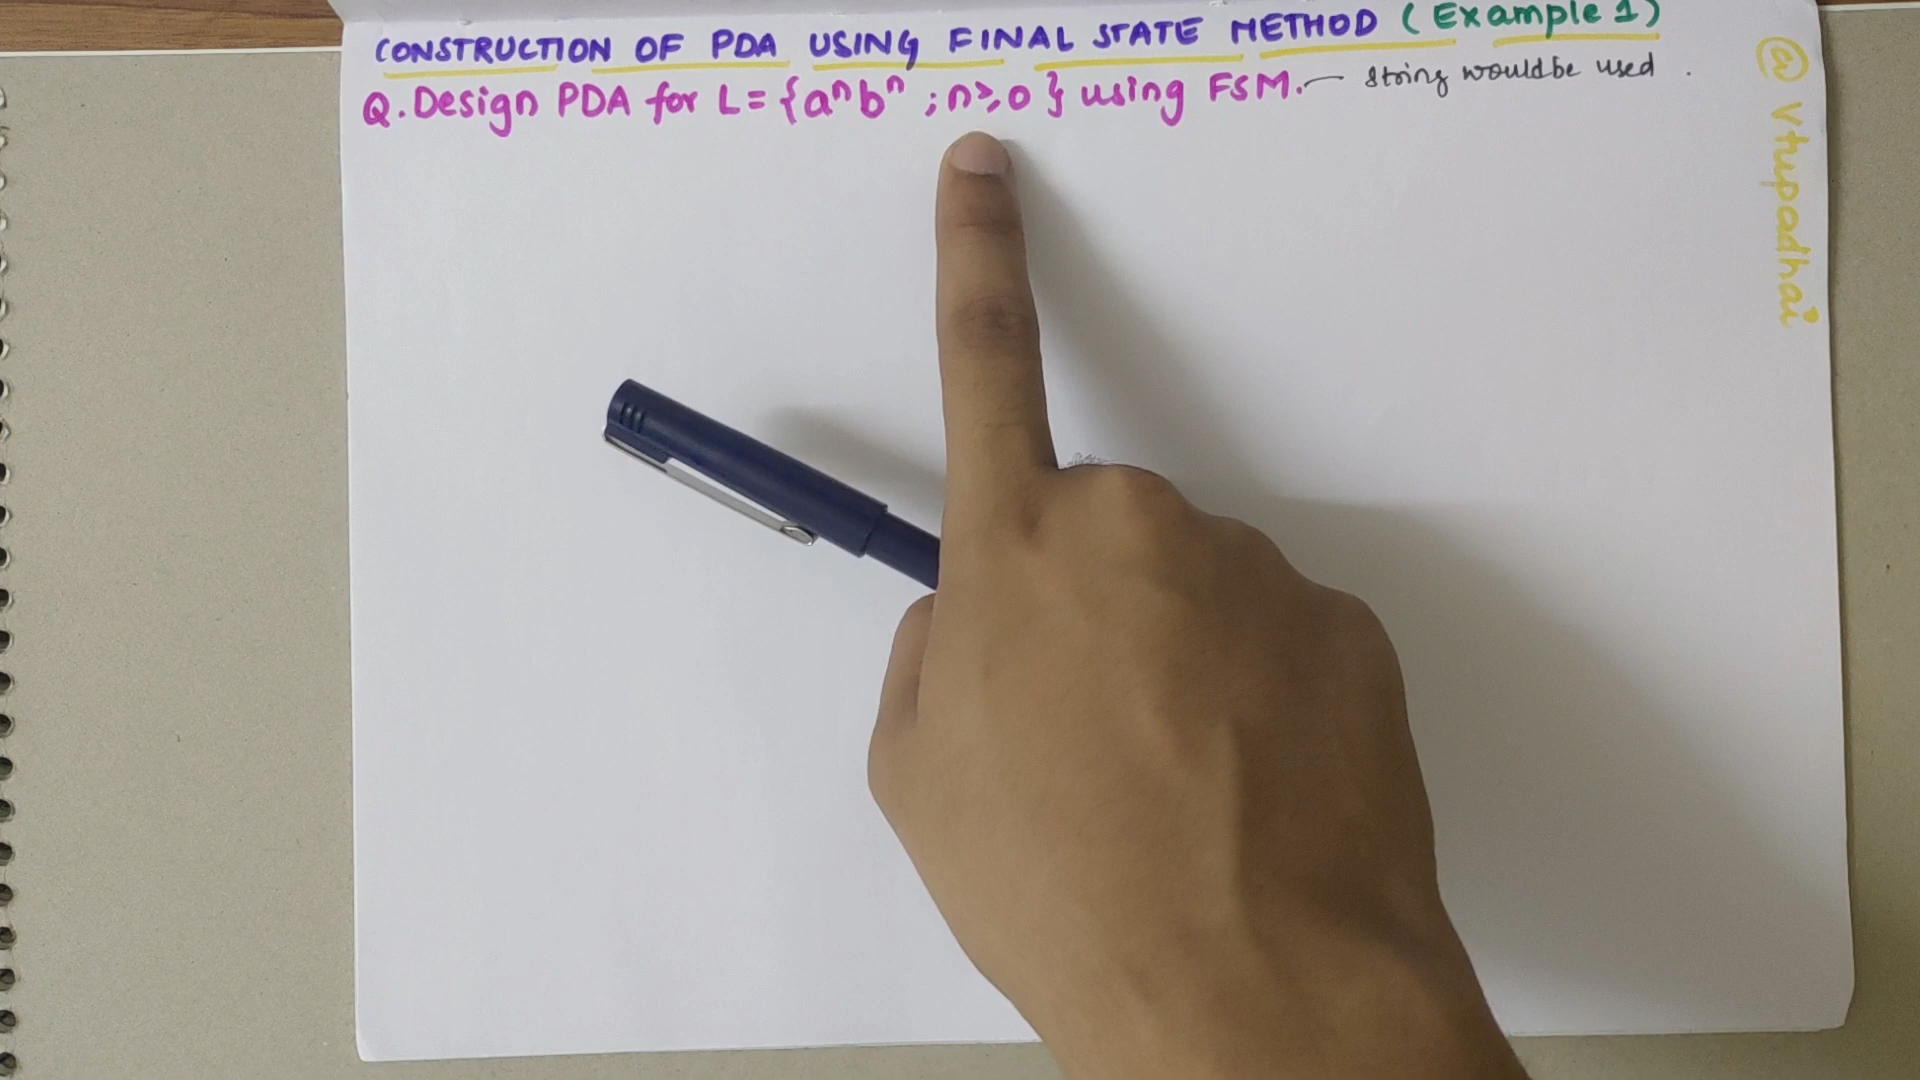 CONSTRUCTION OF PDA USING FINAL STATE METHOD (Example 1)
Q. Design PDA for L = {aⁿbⁿ ; n≥0} using FSM. — string would be used.
@Vtupadhai